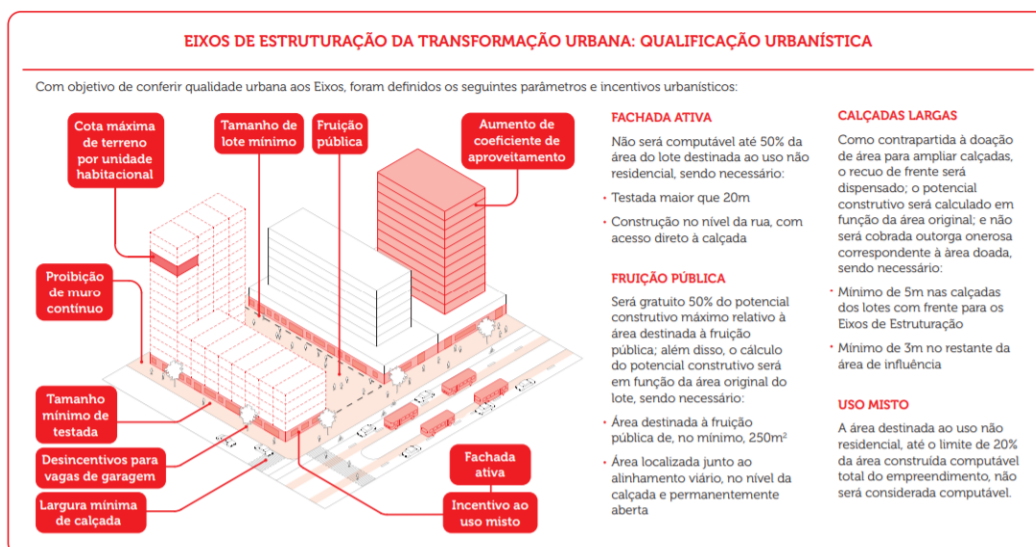 EIXOS DE ESTRUTURAÇÃO DA TRANSFORMAÇÃO URBANA: QUALIFICAÇÃO URBANÍSTICA
Com objetivo de conferir qualidade urbana aos Eixos, foram definidos os seguintes parâmetros e incentivos urbanísticos:
Cota máxima
de terreno
por unidade
habitacional
Tamanho de
lote mínimo
Fruição
pública
Aumento de
coeficiente de
aproveitamento
Proibição
de muro
contínuo
Tamanho
mínimo de
testada
Desincentivos para
vagas de garagem
Largura mínima
de calçada
Fachada
ativa
Incentivo ao
uso misto
FACHADA ATIVA
Não será computável até 50% da
área do lote destinada ao uso não
residencial, sendo necessário:
• Testada maior que 20m
• Construção no nível da rua, com
acesso direto à calçada
FRUIÇÃO PÚBLICA
Será gratuito 50% do potencial
construtivo máximo relativo à
área destinada à fruição
pública; além disso, o cálculo
do potencial construtivo será
em função da área original do
lote, sendo necessário:
• Área destinada à fruição
pública de, no mínimo, 250m²
• Área localizada junto ao
alinhamento viário, no nível da
calçada e permanentemente
aberta
CALÇADAS LARGAS
Como contrapartida à doação
de área para ampliar calçadas,
o recuo de frente será
dispensado; o potencial
construtivo será calculado em
função da área original; e não
será cobrada outorga onerosa
correspondente à àrea doada,
sendo necessário:
• Mínimo de 5m nas calçadas
dos lotes com frente para os
Eixos de Estruturação
• Mínimo de 3m no restante da
área de influência
USO MISTO
A área destinada ao uso não
residencial, até o limite de 20%
da área construída computável
total do empreendimento, não
será considerada computável.